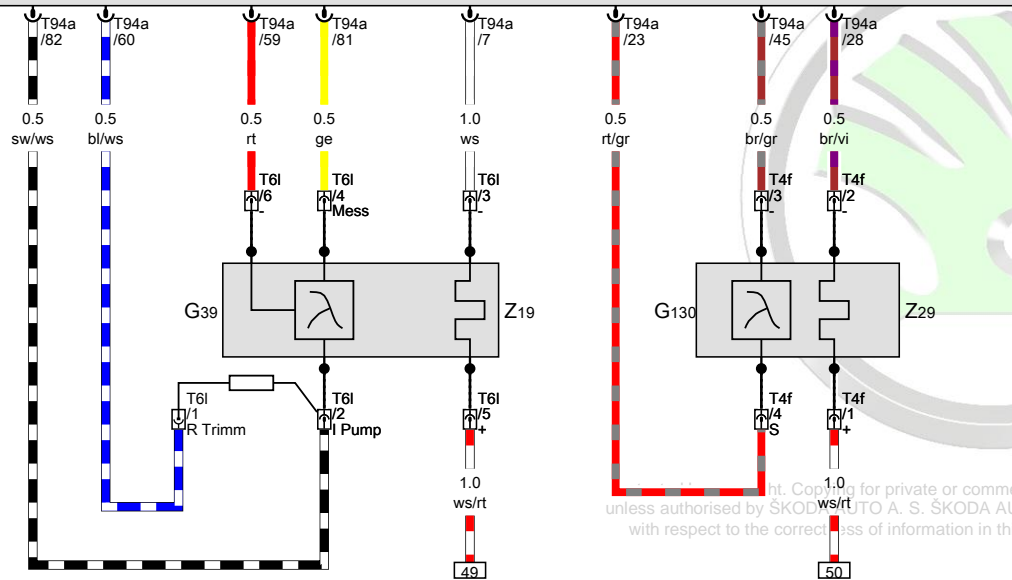 T94a T94a T94a T94a T94a T94a T94a T94a
/82 /60 /59 /81 /7 /23 /45 /28
0.5 0.5 0.5 0.5 1.0 0.5 0.5 0.5
sw/ws bl/ws rt ge ws rt/gr br/gr br/vi
T6l T6l T6l T4f T4f
/6 /4 /3 /3 /2
- Mess - - -
G39 Z19 G130 Z29
T6l T6l T6l T4f T4f
/1 /2 /5 /4 /1
R Trimm I Pump + S +
1.0 1.0
ws/rt ws/rt
ht. Copying for private or comme
unless authorised by ŠKODA AUTO A. S. ŠKODA AU
with respect to the correctness of information in the
49 50